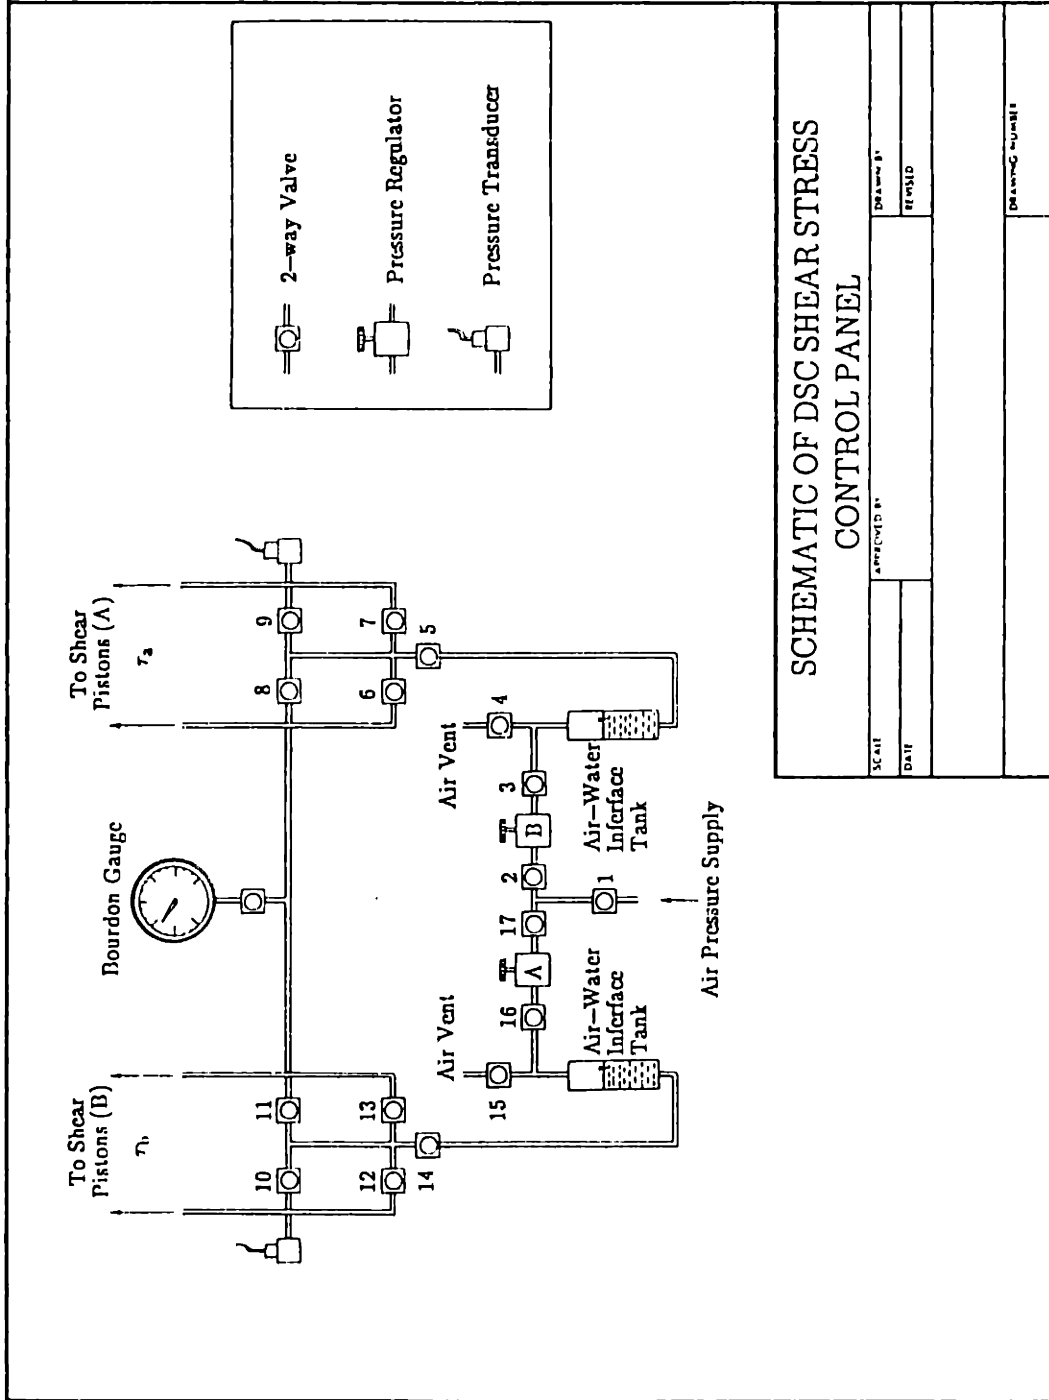 To Shear
Pistons (B)
To Shear
Pistons (A)
τa
Bourdon Gauge
10
11
8
9
12
13
6
7
14
5
Air Vent
Air Vent
15
4
16
A
17
2
B
3
1
Air–Water
Interface
Tank
Air–Water
Interface
Tank
Air Pressure Supply
2–way Valve
Pressure Regulator
Pressure Transducer
SCHEMATIC OF DSC SHEAR STRESS
CONTROL PANEL
SCALE
APPROVED BY
DRAWN BY
DATE
REVISED
DRAWING NUMBER